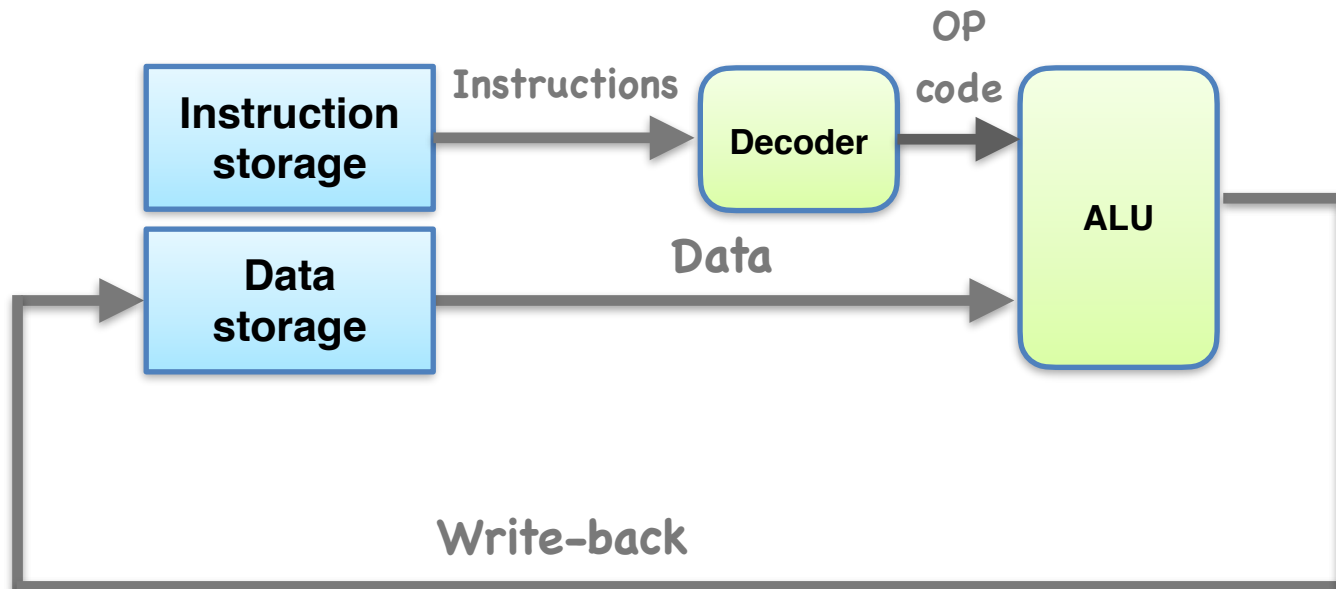 OP
code
Instructions
Instruction
storage
Decoder
ALU
Data
Data
storage
Write-back